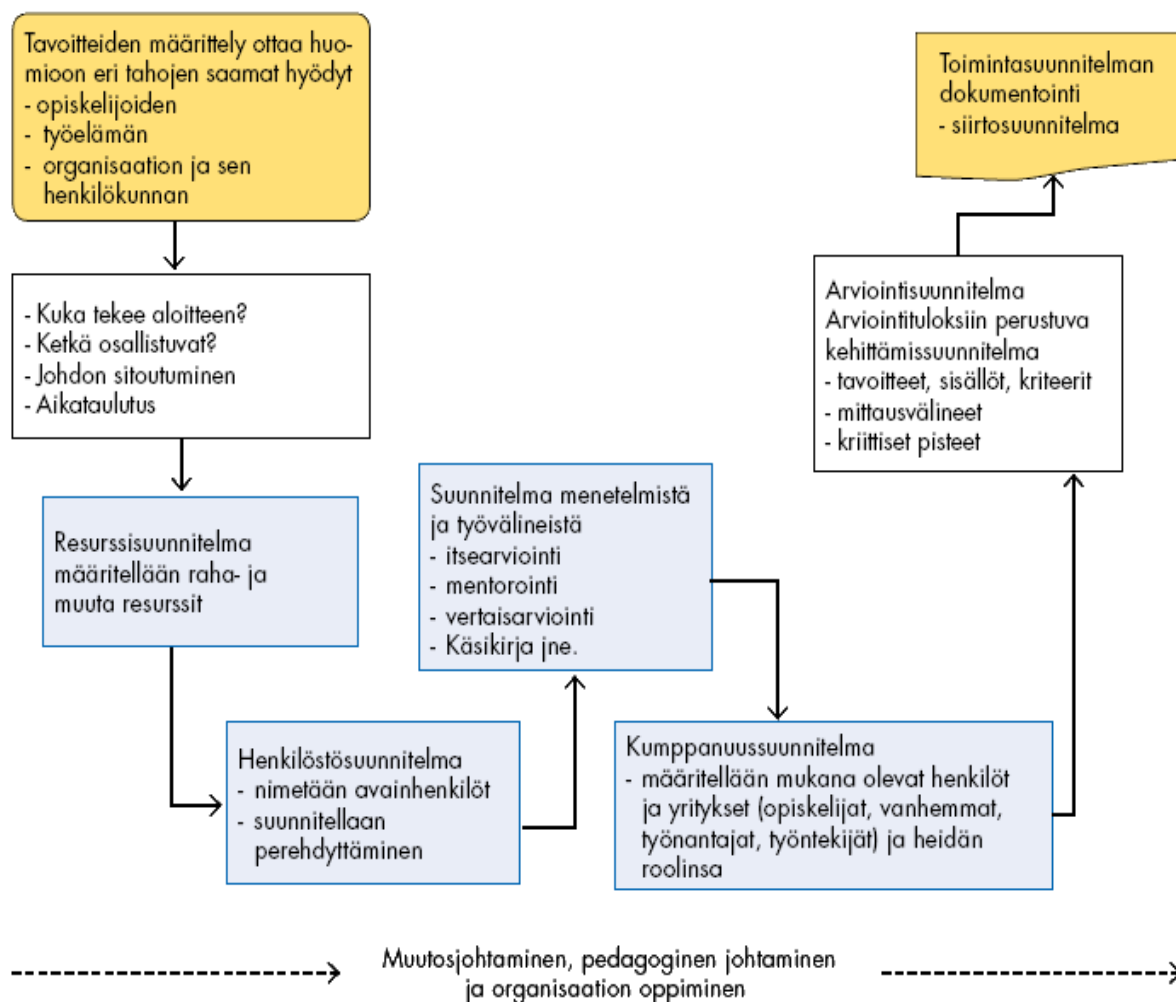 Tavoitteiden määrittely ottaa huo-
mioon eri tahojen saamat hyödyt
- opiskelijoiden
- työelämän
- organisaation ja sen
henkilökunnan
- Kuka tekee aloitteen?
- Ketkä osallistuvat?
- Johdon sitoutuminen
- Aikataulutus
Resurssisuunnitelma
määritellään raha- ja
muuta resurssit
Henkilöstösuunnitelma
- nimetään avainhenkilöt
- suunnitellaan
perehdyttäminen
Suunnitelma menetelmistä
ja työvälineistä
- itsearviointi
- mentorointi
- vertaisarviointi
- Käsikirja jne.
Kumppanuussuunnitelma
- määritellään mukana olevat henkilöt
ja yritykset (opiskelijat, vanhemmat,
työnantajat, työntekijät) ja heidän
roolinsa
Arviointisuunnitelma
Arviointituloksiin perustuva
kehittämissuunnitelma
- tavoitteet, sisällöt, kriteerit
- mittausvälineet
- kriittiset pisteet
Toimintasuunnitelman
dokumentointi
- siirtosuunnitelma
Muutosjohtaminen, pedagoginen johtaminen
ja organisaation oppiminen